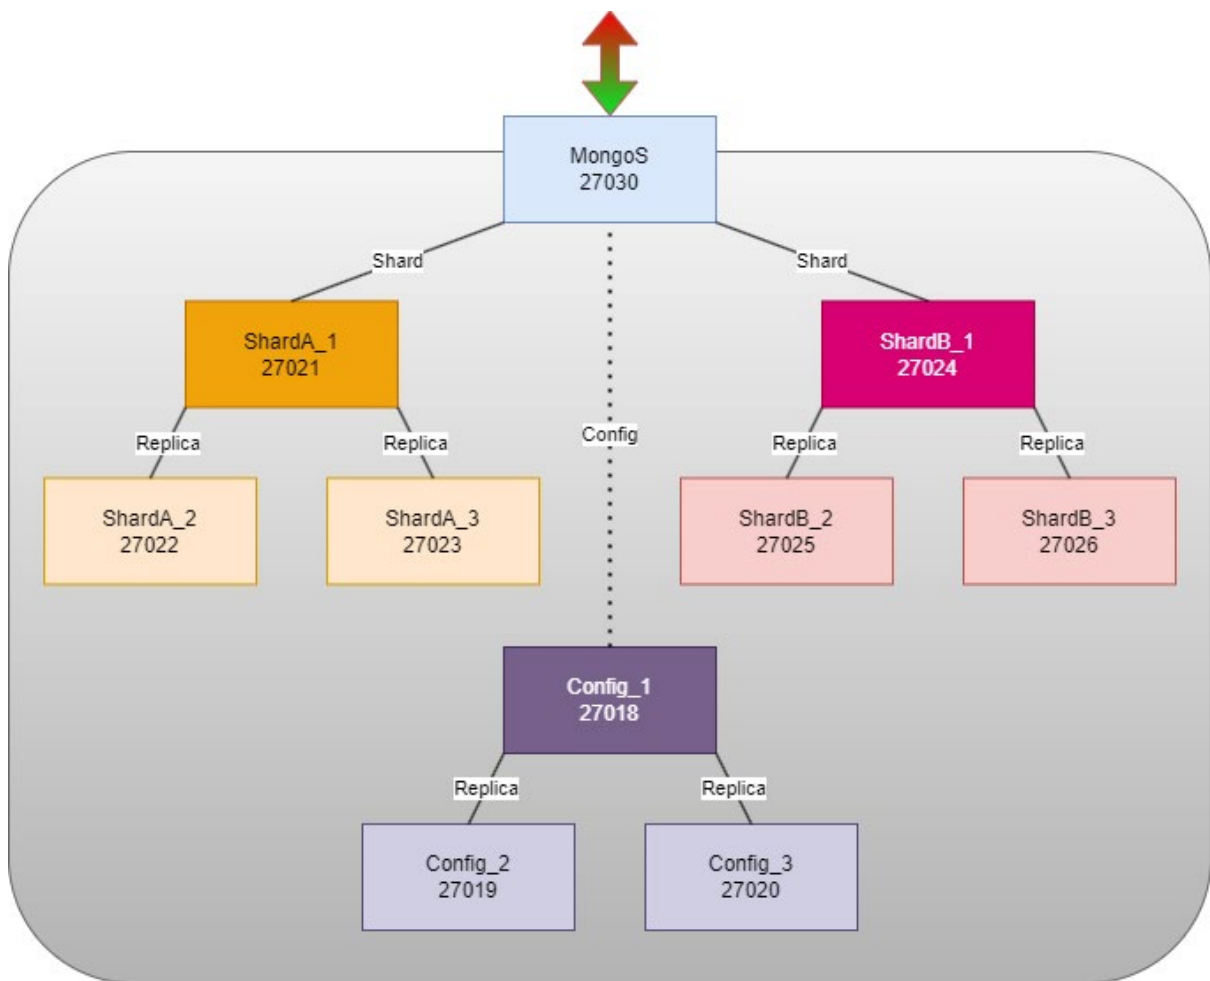 MongoS
27030
Shard
Shard
ShardA_1
27021
ShardB_1
27024
Replica
Replica
Config
Replica
Replica
ShardA_2
27022
ShardA_3
27023
ShardB_2
27025
ShardB_3
27026
Config_1
27018
Replica
Replica
Config_2
27019
Config_3
27020